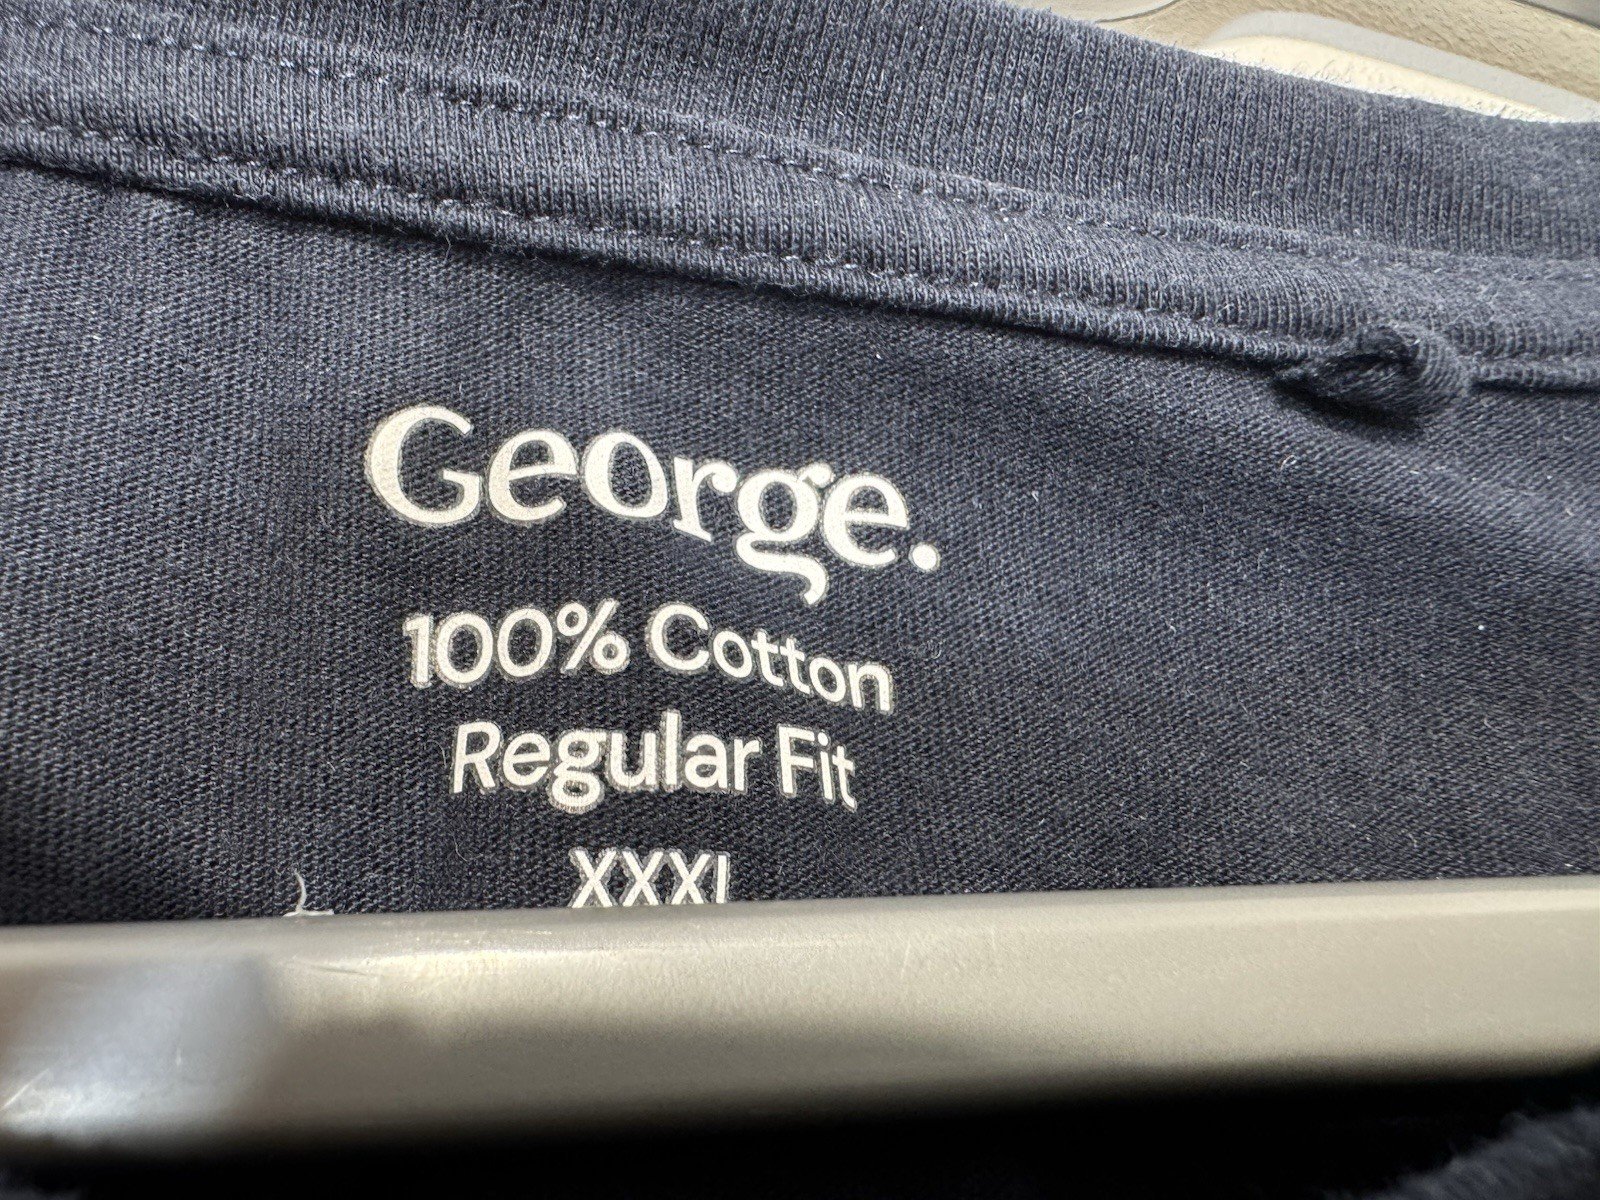 George.
100% Cotton
Regular Fit
XXXL